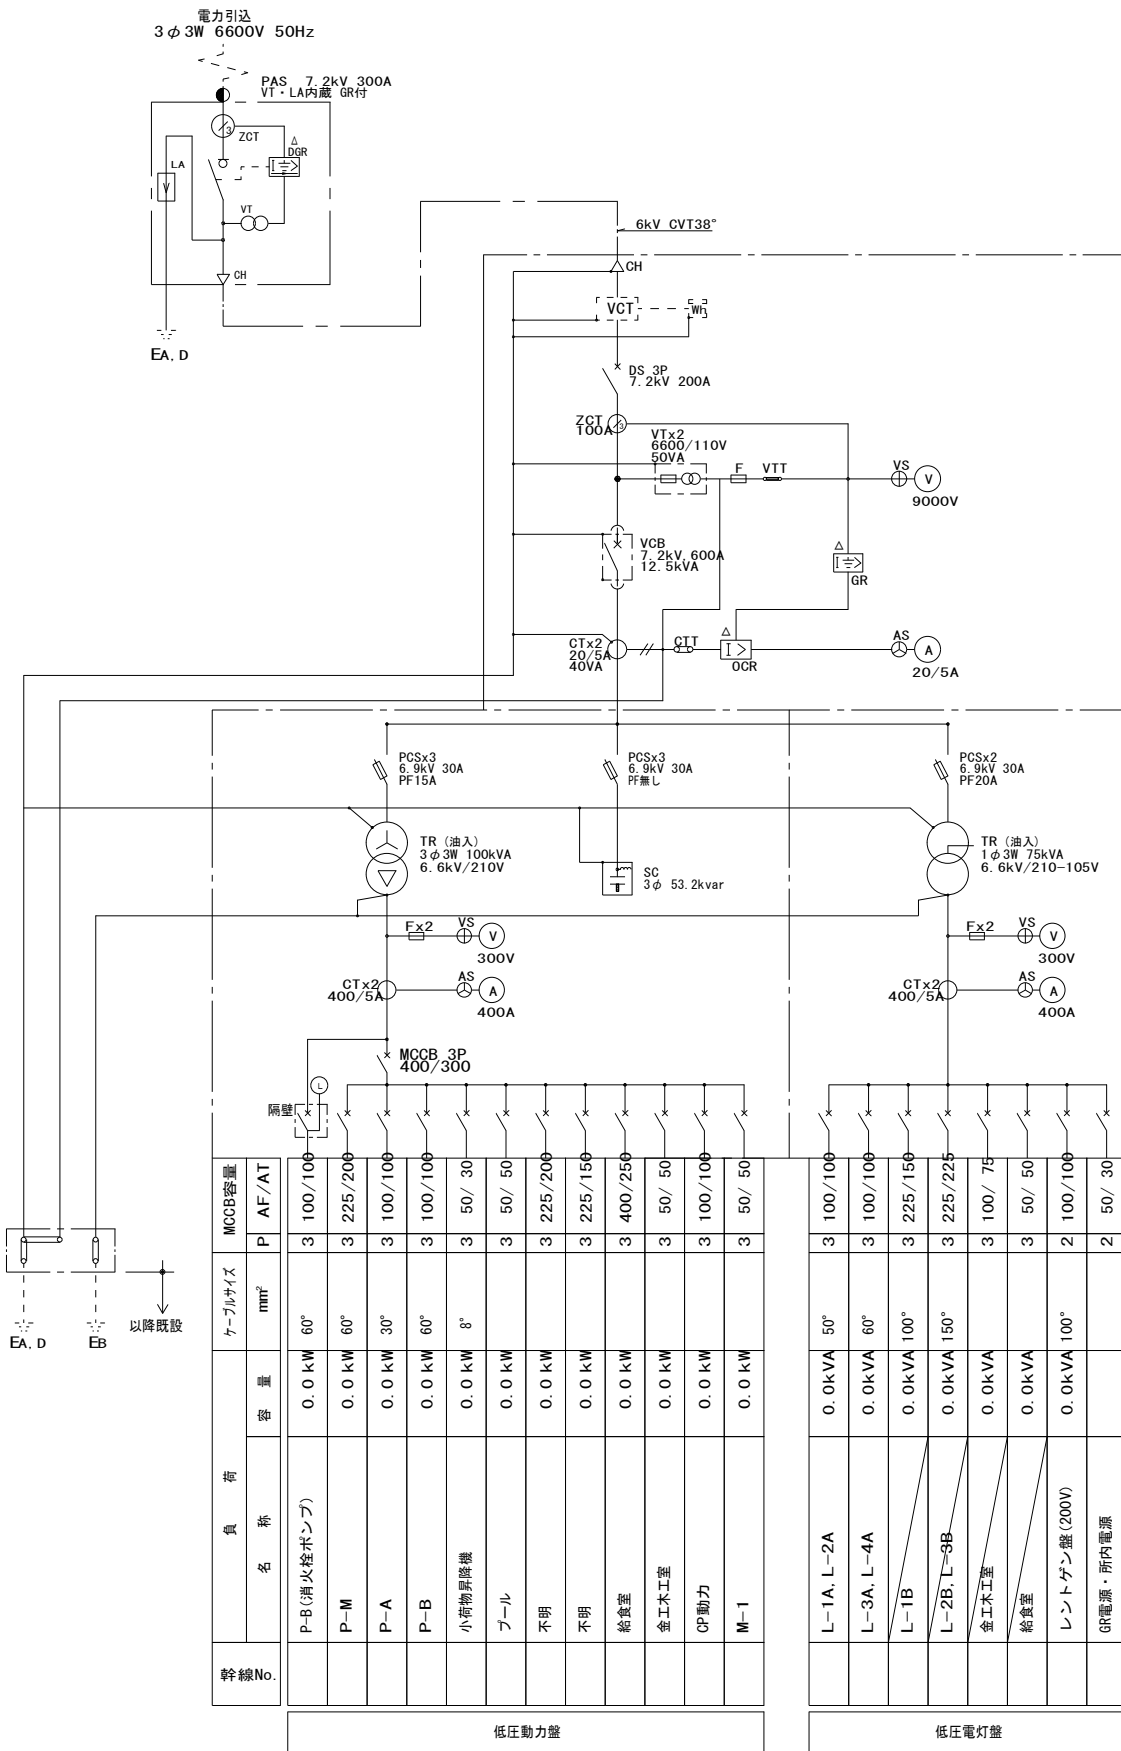 電力引込
3φ3W 6600V 50Hz
PAS 7.2kV 300A
VT・LA内蔵 GR付
3
ZCT
Δ
DGR
I
LA
VT
CH
EA, D
6kV CVT38°
CH
VCT
Wh
DS 3P
7.2kV 200A
ZCT
100A
3
VTx2
6600/110V
50VA
F
VTT
VS
V
9000V
VCB
7.2kV, 600A
12.5kVA
Δ
I
GR
CTx2
20/5A
40VA
CTT
Δ
I >
OCR
AS
A
20/5A
PCSx3
6.9kV 30A
PF15A
PCSx3
6.9kV 30A
PF無し
PCSx2
6.9kV 30A
PF20A
TR (油入)
3φ3W 100kVA
6.6kV/210V
SC
3φ 53.2kvar
TR (油入)
1φ3W 75kVA
6.6kV/210-105V
Fx2
VS
V
300V
CTx2
400/5A
AS
A
400A
Fx2
VS
V
300V
CTx2
400/5A
AS
A
400A
MCCB 3P
400/300
L
隔壁
EA, D
EB
以降既設
MCCB容量
AF/AT
P
ケーブルサイズ
mm²
負荷
容量
名称
幹線No.
100/100 3 60° 0.0kW P-B(消火栓ポンプ)
225/200 3 60° 0.0kW P-M
100/100 3 30° 0.0kW P-A
100/100 3 60° 0.0kW P-B
50/ 30 3 8° 0.0kW 小荷物昇降機
50/ 50 3 0.0kW プール
225/200 3 0.0kW 不明
225/150 3 0.0kW 不明
400/250 3 0.0kW 給食室
50/ 50 3 0.0kW 金工木工室
100/100 3 0.0kW CP動力
50/ 50 3 0.0kW M-1
100/100 3 50° 0.0kVA L-1A, L-2A
100/100 3 60° 0.0kVA L-3A, L-4A
225/150 3 100° 0.0kVA L-1B
225/225 3 150° 0.0kVA L-2B, L-3B
100/ 75 3 0.0kVA 金工木工室
50/ 50 3 0.0kVA 給食室
100/100 2 100° 0.0kVA レントゲン盤(200V)
50/ 30 2 GR電源・所内電源
低圧動力盤
低圧電灯盤